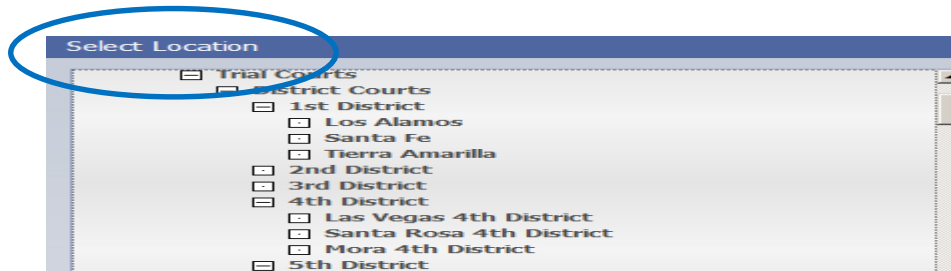 Select Location
Trial Courts
District Courts
1st District
Los Alamos
Santa Fe
Tierra Amarilla
2nd District
3rd District
4th District
Las Vegas 4th District
Santa Rosa 4th District
Mora 4th District
5th District